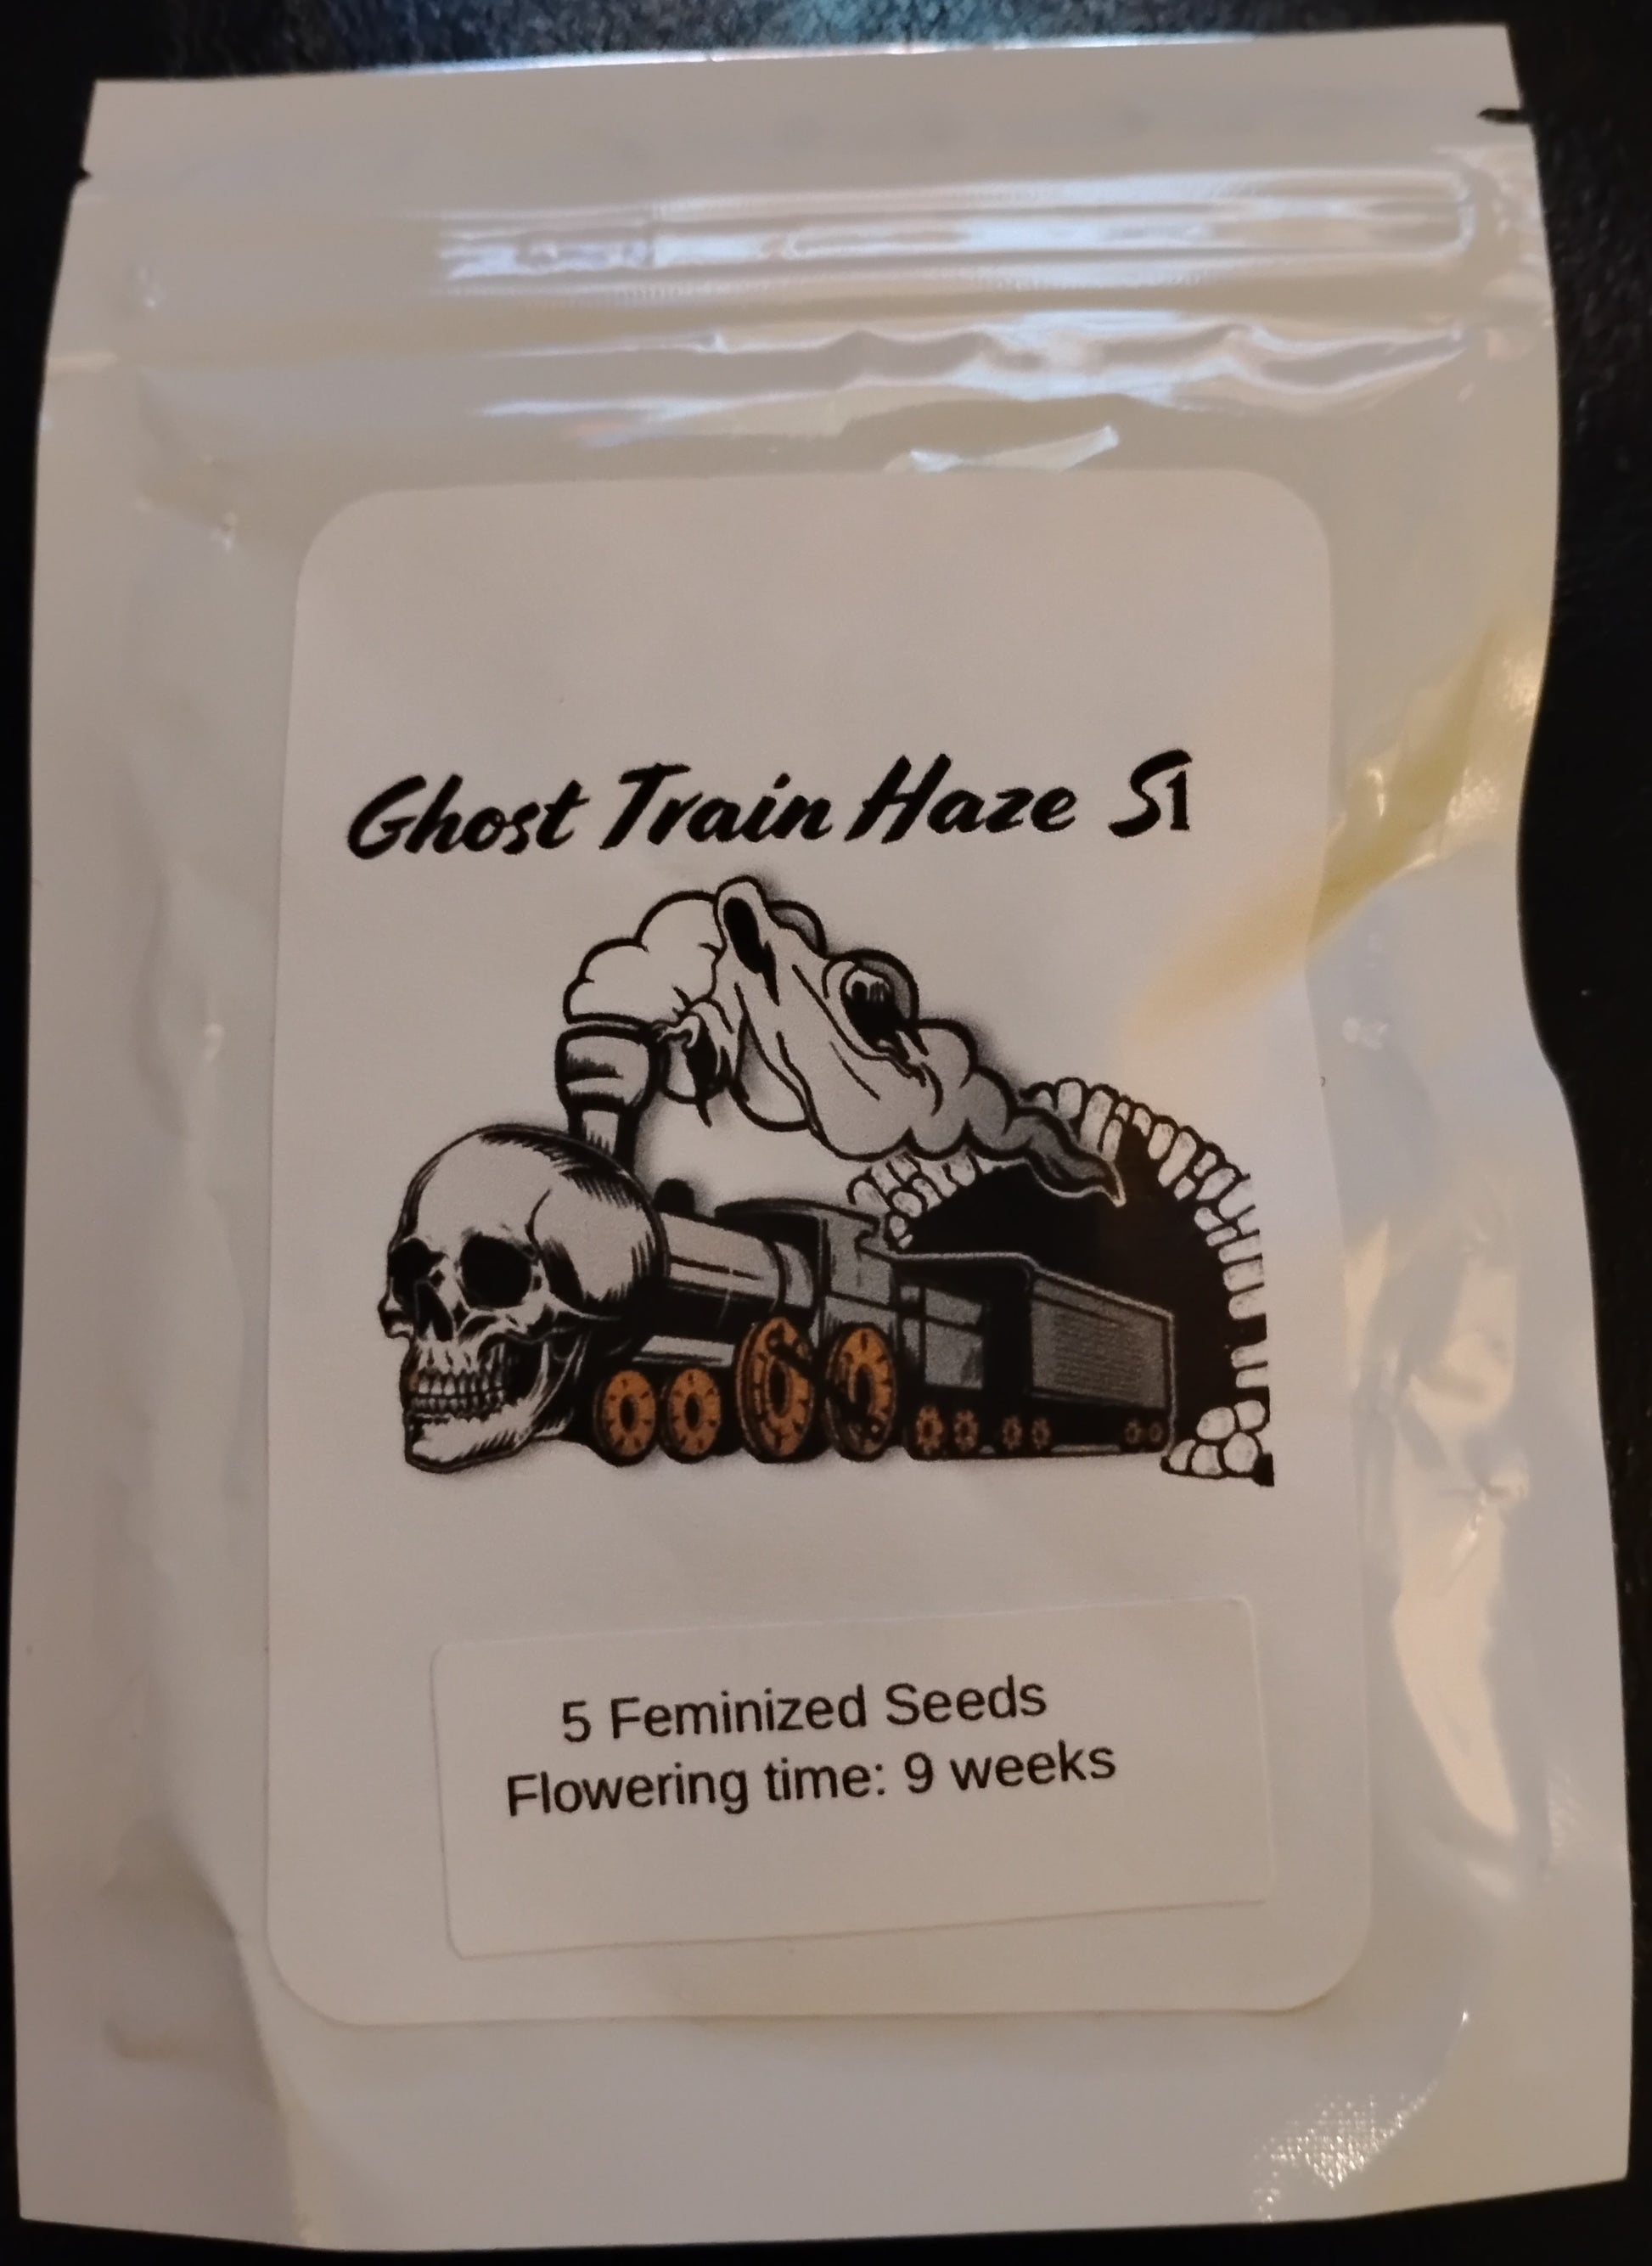 Ghost Train Haze S1
5 Feminized Seeds
Flowering time: 9 weeks